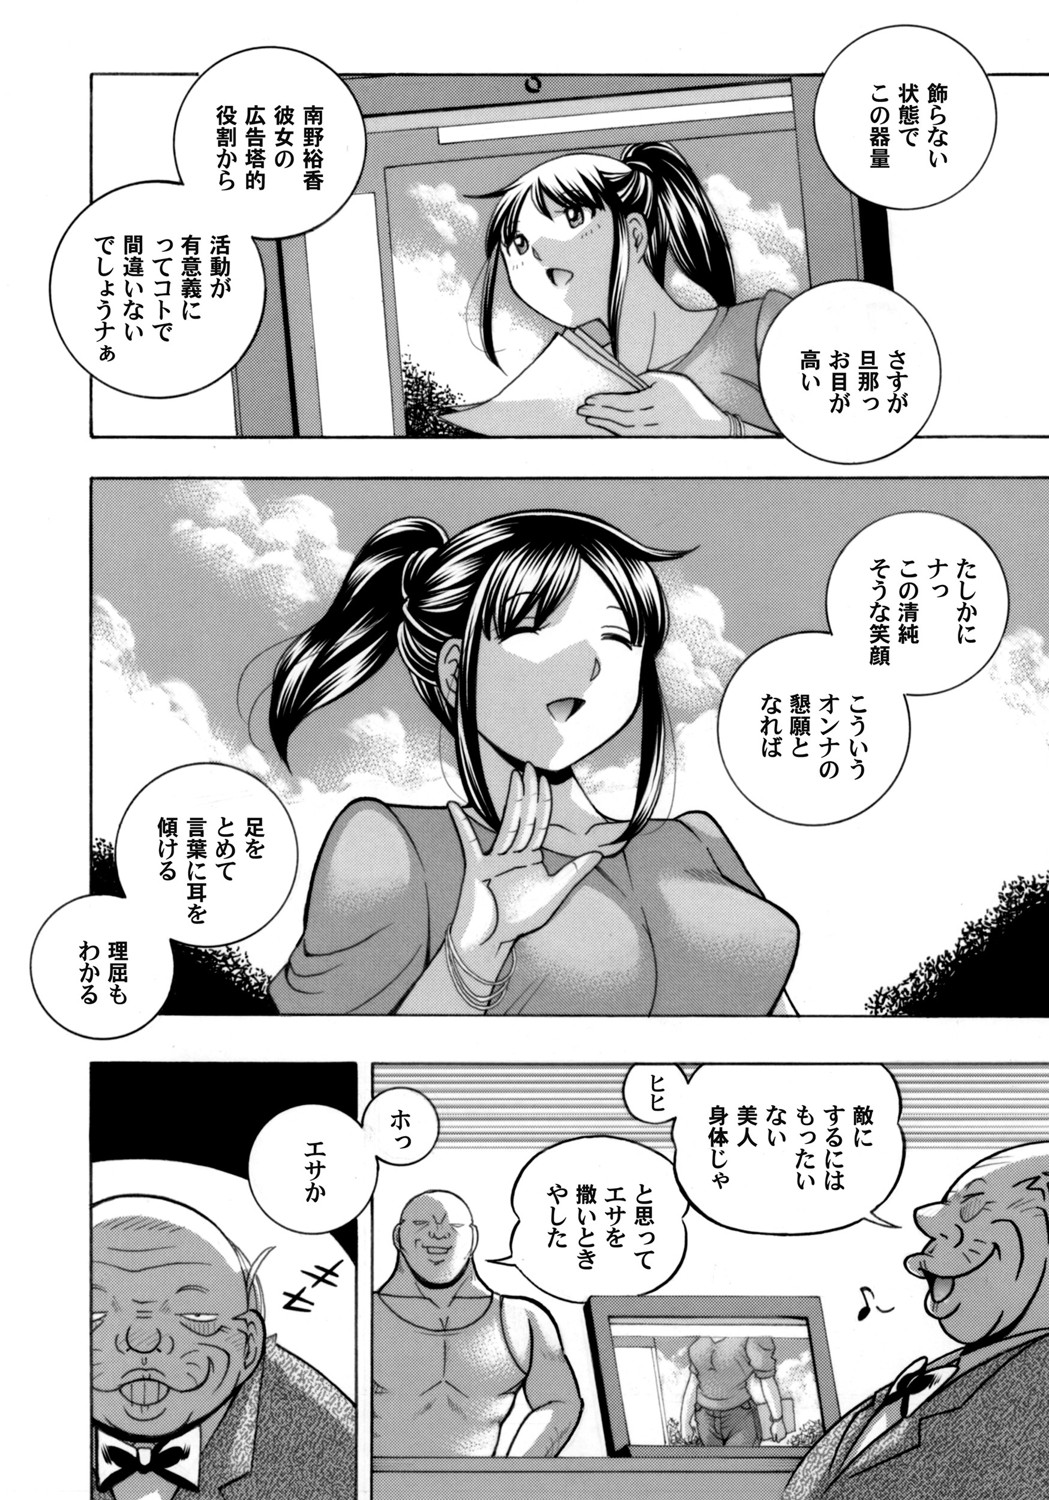 飾らない
状態で
この器量
さすが
旦那っ
お目が
高い
南野裕香
彼女の
広告塔的
役割から
活動が
有意義に
ってコトで
間違いない
でしょうナぁ
たしかに
ナっ
この清純
そうな笑顔
こういう
オンナの
懇願と
なれば
足を
とめて
言葉に耳を
傾ける
理屈も
わかる
敵に
するには
もったい
ない
美人
身体じゃ
ヒヒ
と思って
エサを
撒いとき
やした
ホっ
エサか